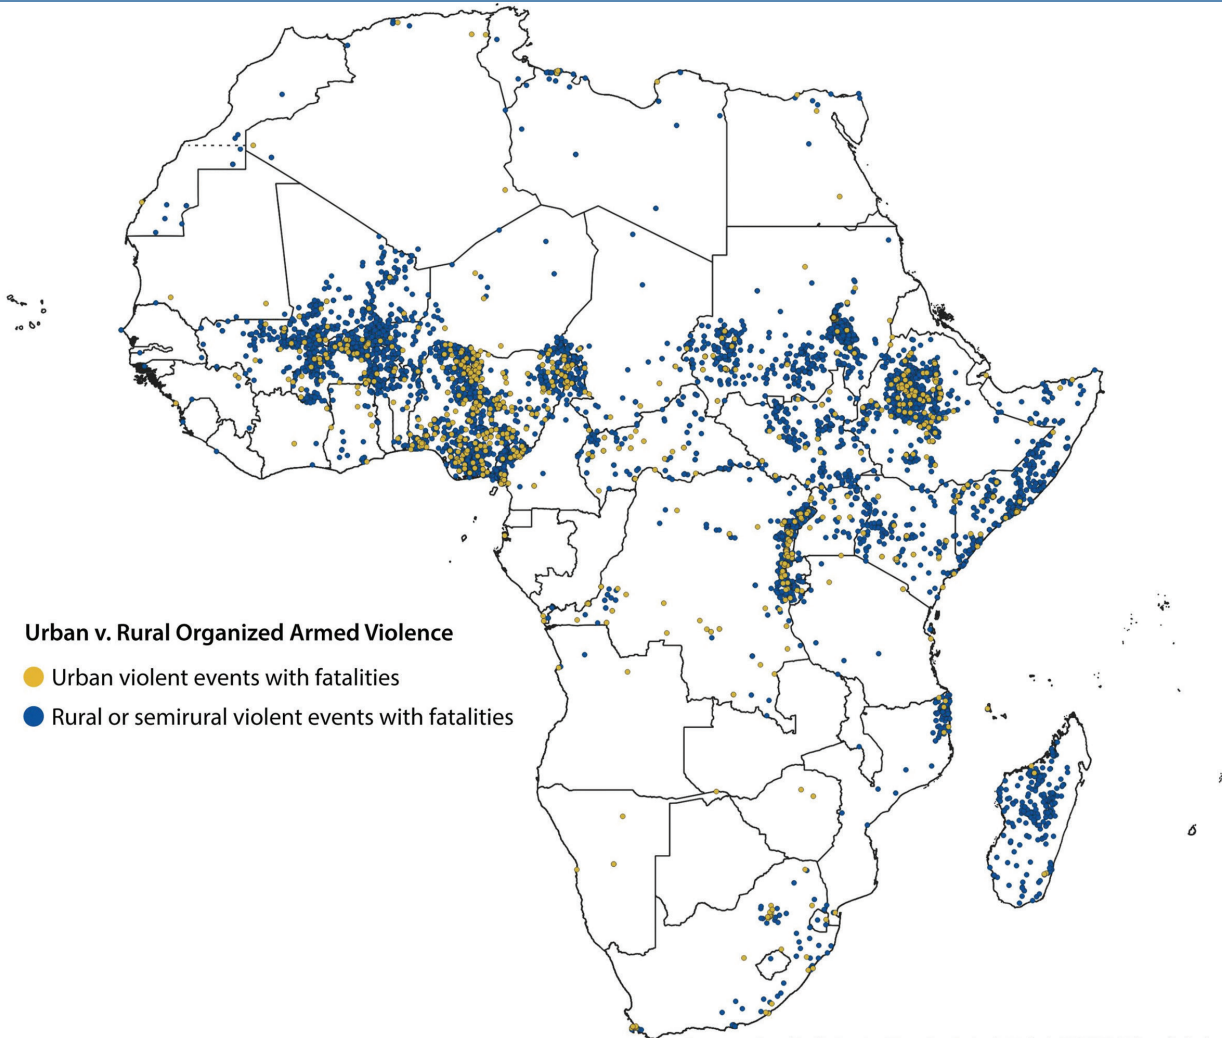 Urban v. Rural Organized Armed Violence
Urban violent events with fatalities
Rural or semirural violent events with fatalities